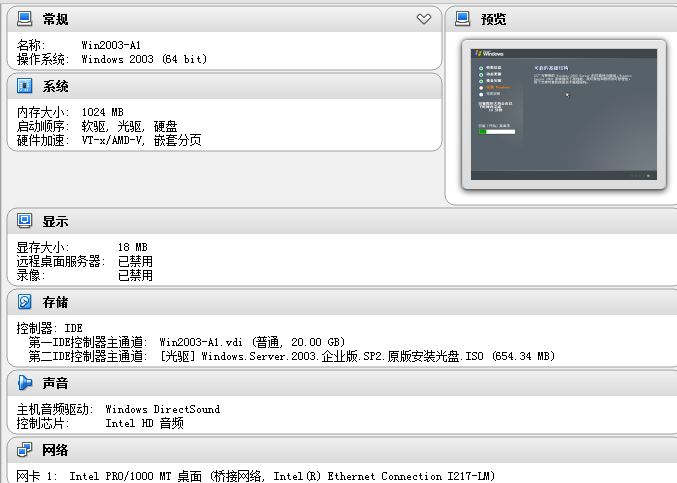 常规
名称: Win2003-A1
操作系统: Windows 2003 (64 bit)
系统
内存大小: 1024 MB
启动顺序: 软驱, 光驱, 硬盘
硬件加速: VT-x/AMD-V, 嵌套分页
预览
Windows
显示
显存大小: 18 MB
远程桌面服务器: 已禁用
录像: 已禁用
存储
控制器: IDE
第一IDE控制器主通道: Win2003-A1.vdi (普通, 20.00 GB)
第二IDE控制器主通道: [光驱] Windows.Server.2003.企业版.SP2.原版安装光盘.ISO (654.34 MB)
声音
主机音频驱动: Windows DirectSound
控制芯片: Intel HD 音频
网络
网卡 1: Intel PRO/1000 MT 桌面 (桥接网络, Intel(R) Ethernet Connection I217-LM)